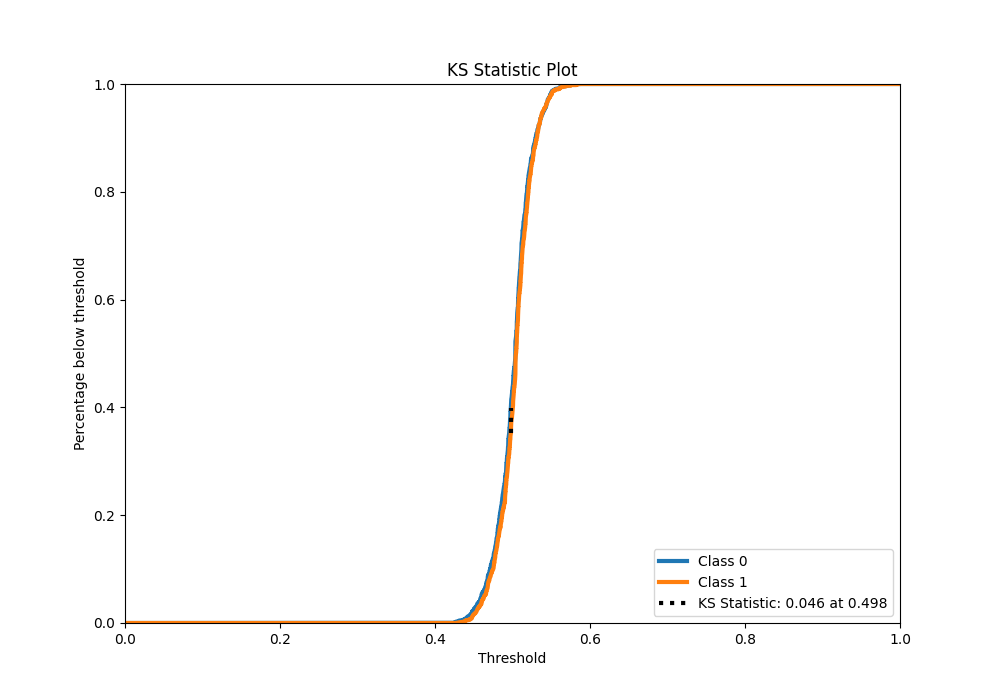 KS Statistic Plot
Percentage below threshold
1.0
0.8
0.6
0.4
0.2
0.0
0.0 0.2 0.4 0.6 0.8 1.0
Threshold
Class 0
Class 1
KS Statistic: 0.046 at 0.498